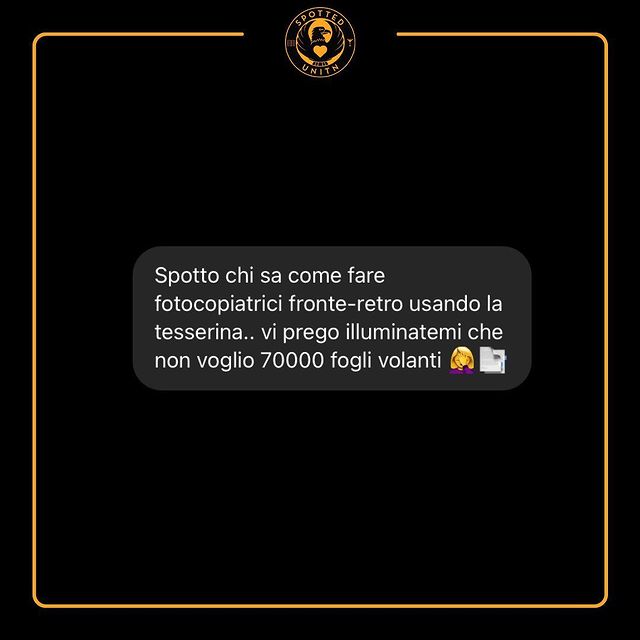 SPOTTED
UNITN
Spotto chi sa come fare
fotocopiatrici fronte-retro usando la
tesserina.. vi prego illuminatemi che
non voglio 70000 fogli volanti 🤦‍♀️📄